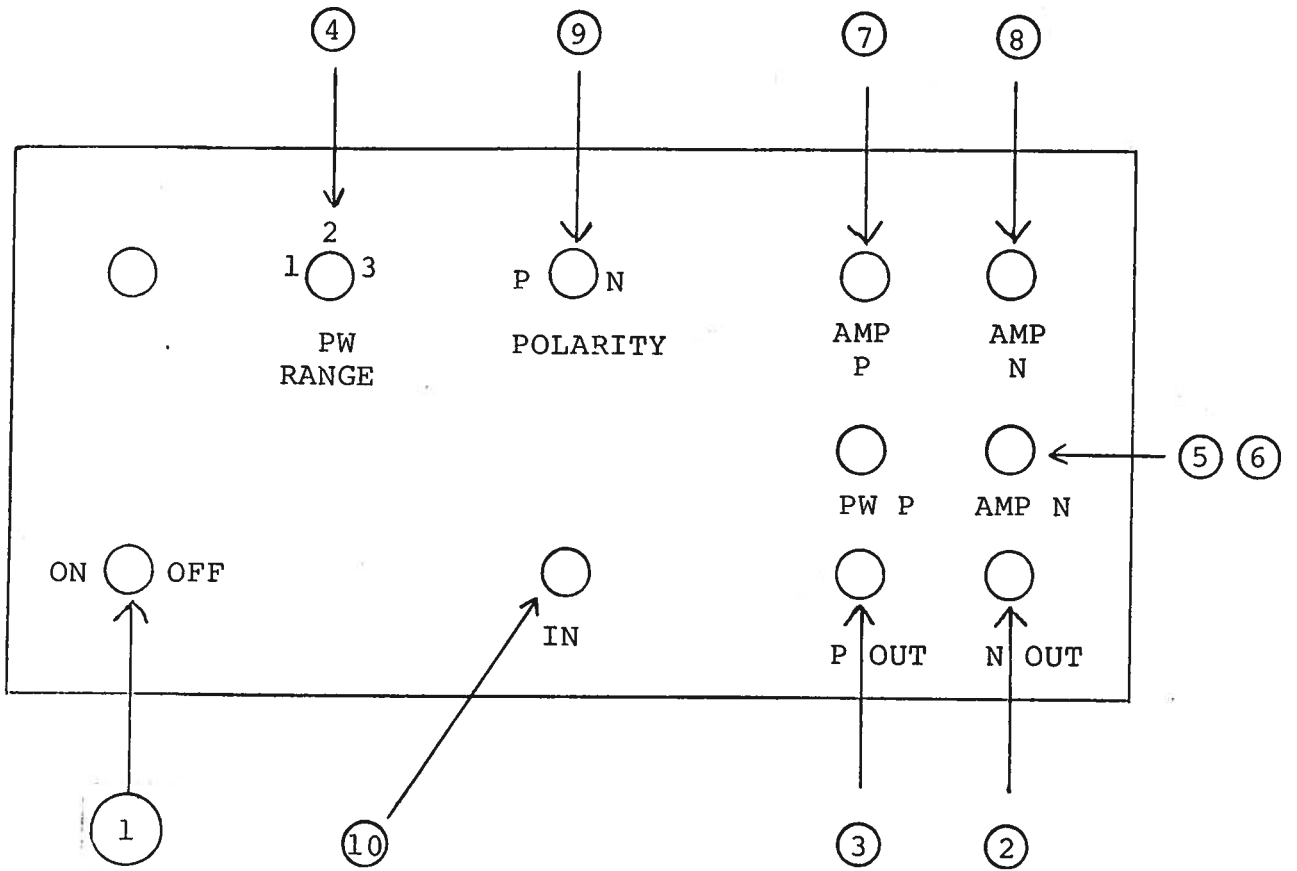 4 9 7 8
2
1 3 P N
PW POLARITY AMP AMP
RANGE P N
5 6
PW P AMP N
ON OFF
IN P OUT N OUT
1 10 3 2